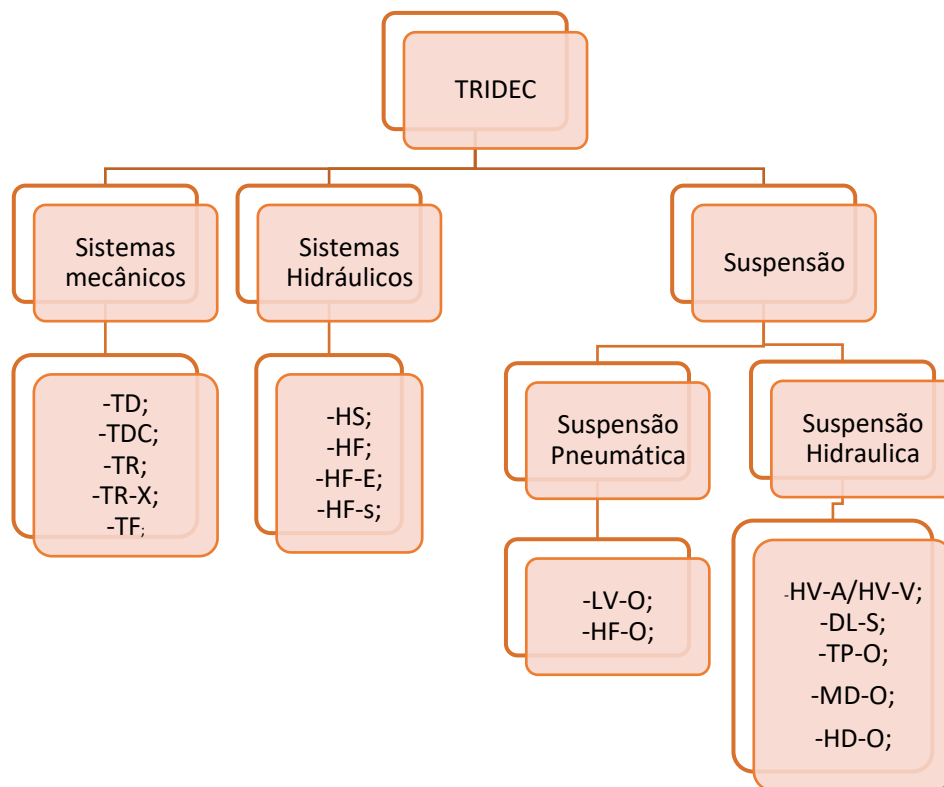 TRIDEC
Sistemas
mecânicos
Sistemas
Hidráulicos
Suspensão
-TD;
-TDC;
-TR;
-TR-X;
-TF;
-HS;
-HF;
-HF-E;
-HF-s;
Suspensão
Pneumática
Suspensão
Hidraulica
-LV-O;
-HF-O;
-HV-A/HV-V;
-DL-S;
-TP-O;
-MD-O;
-HD-O;